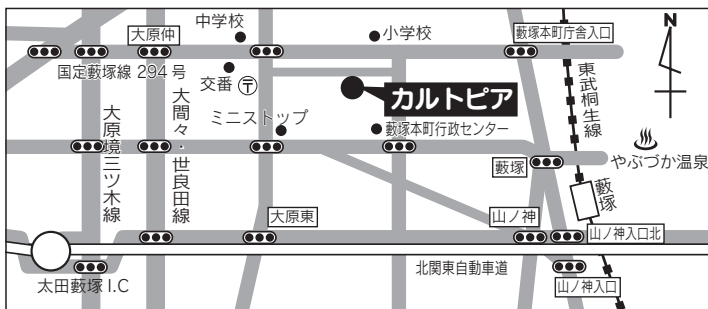 中学校
小学校
N
大原仲
藪塚本町庁舎入口
国定藪塚線 294号
交番 〒
カルトピア
東武桐生線
ミニストップ
藪塚本町行政センター
大原境三ツ木線
大間々・世良田線
やぶづか温泉
藪塚
藪塚
大原東
山ノ神
山ノ神入口北
北関東自動車道
太田藪塚 I.C
山ノ神入口